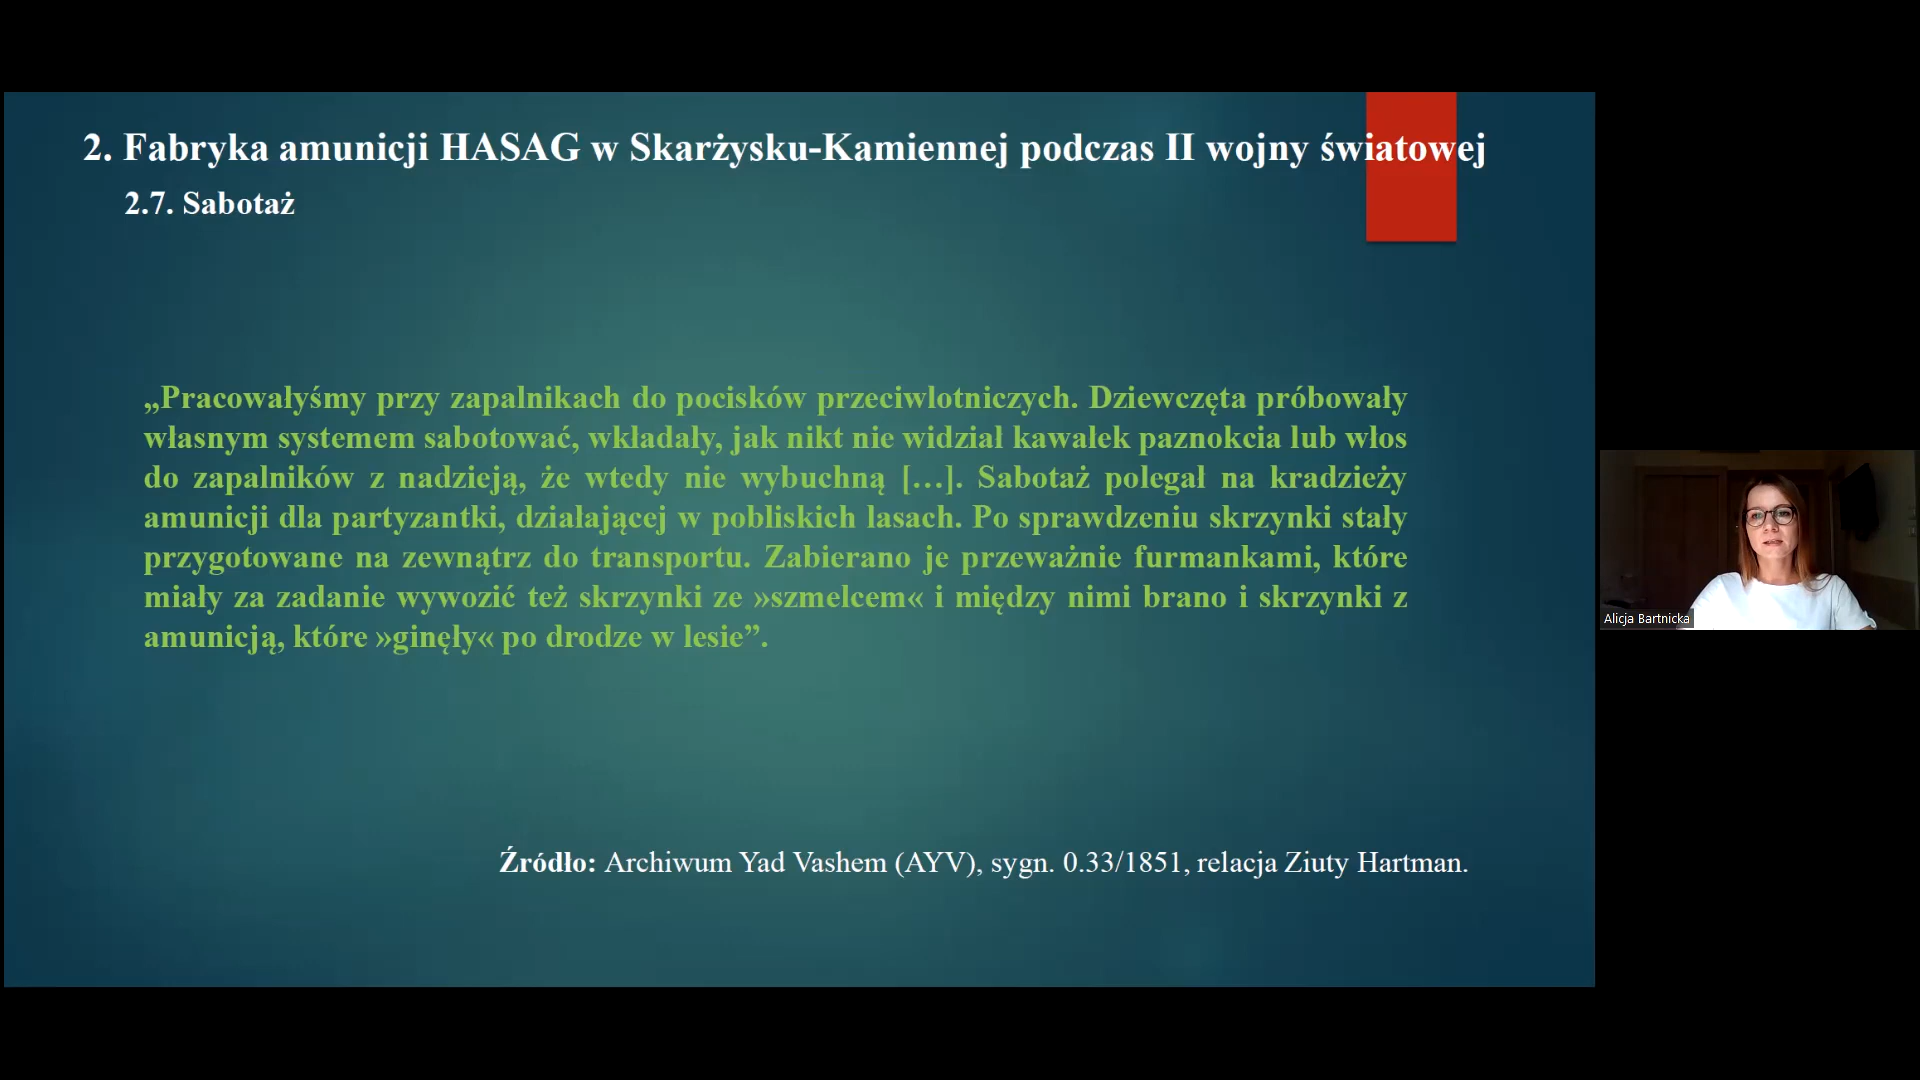 2. Fabryka amunicji HASAG w Skarżysku-Kamiennej podczas II wojny światowej
2.7. Sabotaż
„Pracowałyśmy przy zapalnikach do pocisków przeciwlotniczych. Dziewczęta próbowały
własnym systemem sabotować, wkładały, jak nikt nie widział kawałek paznokcia lub włos
do zapalników z nadzieją, że wtedy nie wybuchną […]. Sabotaż polegał na kradzieży
amunicji dla partyzantki, działającej w pobliskich lasach. Po sprawdzeniu skrzynki stały
przygotowane na zewnątrz do transportu. Zabierano je przeważnie furmankami, które
miały za zadanie wywozić też skrzynki ze »szmelcem« i między nimi brano i skrzynki z
amunicją, które »ginęły« po drodze w lesie”.
Źródło: Archiwum Yad Vashem (AYV), sygn. 0.33/1851, relacja Ziuty Hartman.
Alicja Bartnicka